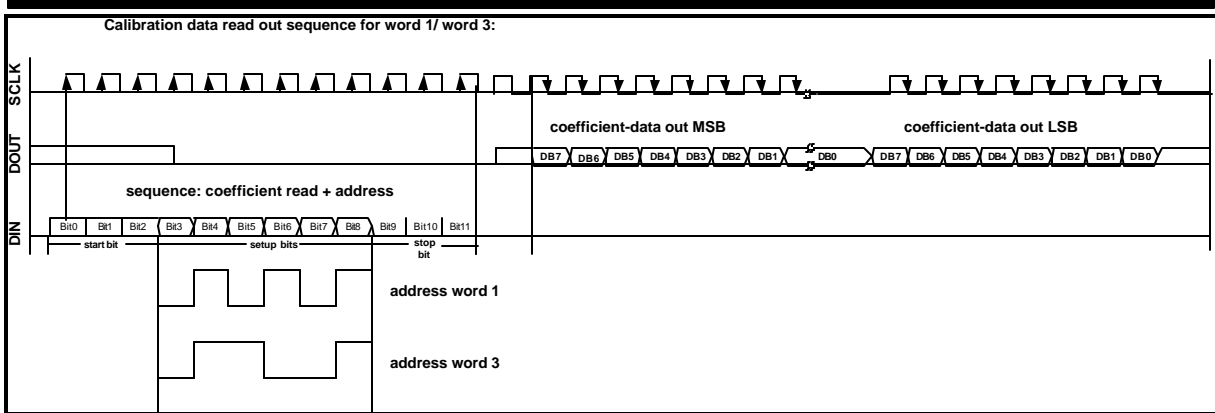 Calibration data read out sequence for word 1/ word 3:
SCLK
DOUT
coefficient-data out MSB
coefficient-data out LSB
DB7 DB6 DB5 DB4 DB3 DB2 DB1 DB0 DB7 DB6 DB5 DB4 DB3 DB2 DB1 DB0
sequence: coefficient read + address
DIN
Bit0 Bit1 Bit2 Bit3 Bit4 Bit5 Bit6 Bit7 Bit8 Bit9 Bit10 Bit11
start bit
setup bits
stop
bit
address word 1
address word 3